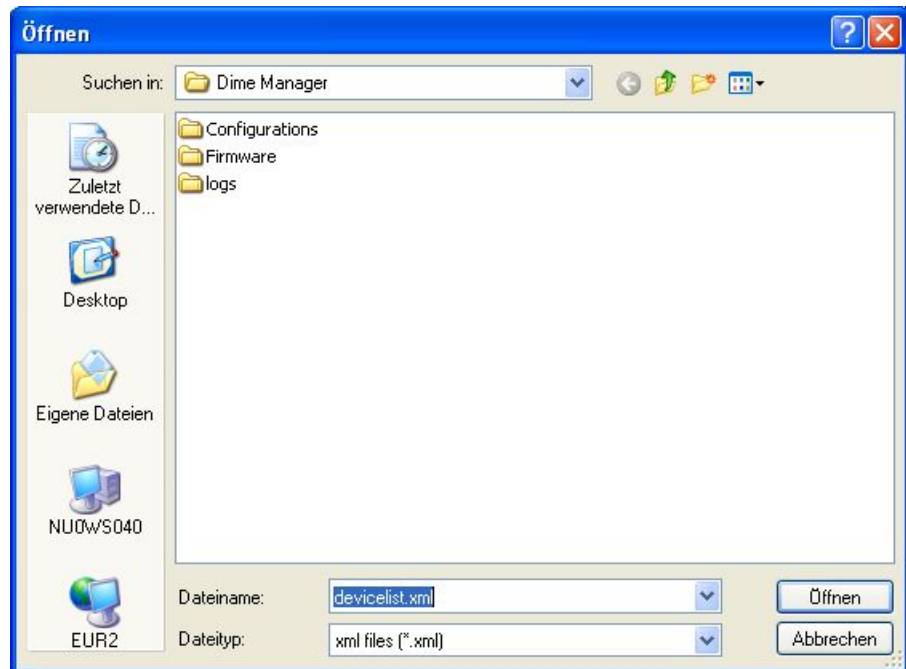 Öffnen
Suchen in:
Dime Manager
Configurations
Firmware
logs
Zuletzt
verwendete D...
Desktop
Eigene Dateien
NU0WS040
EUR2
Dateiname:
devicelist.xml
Öffnen
Dateityp:
xml files (*.xml)
Abbrechen